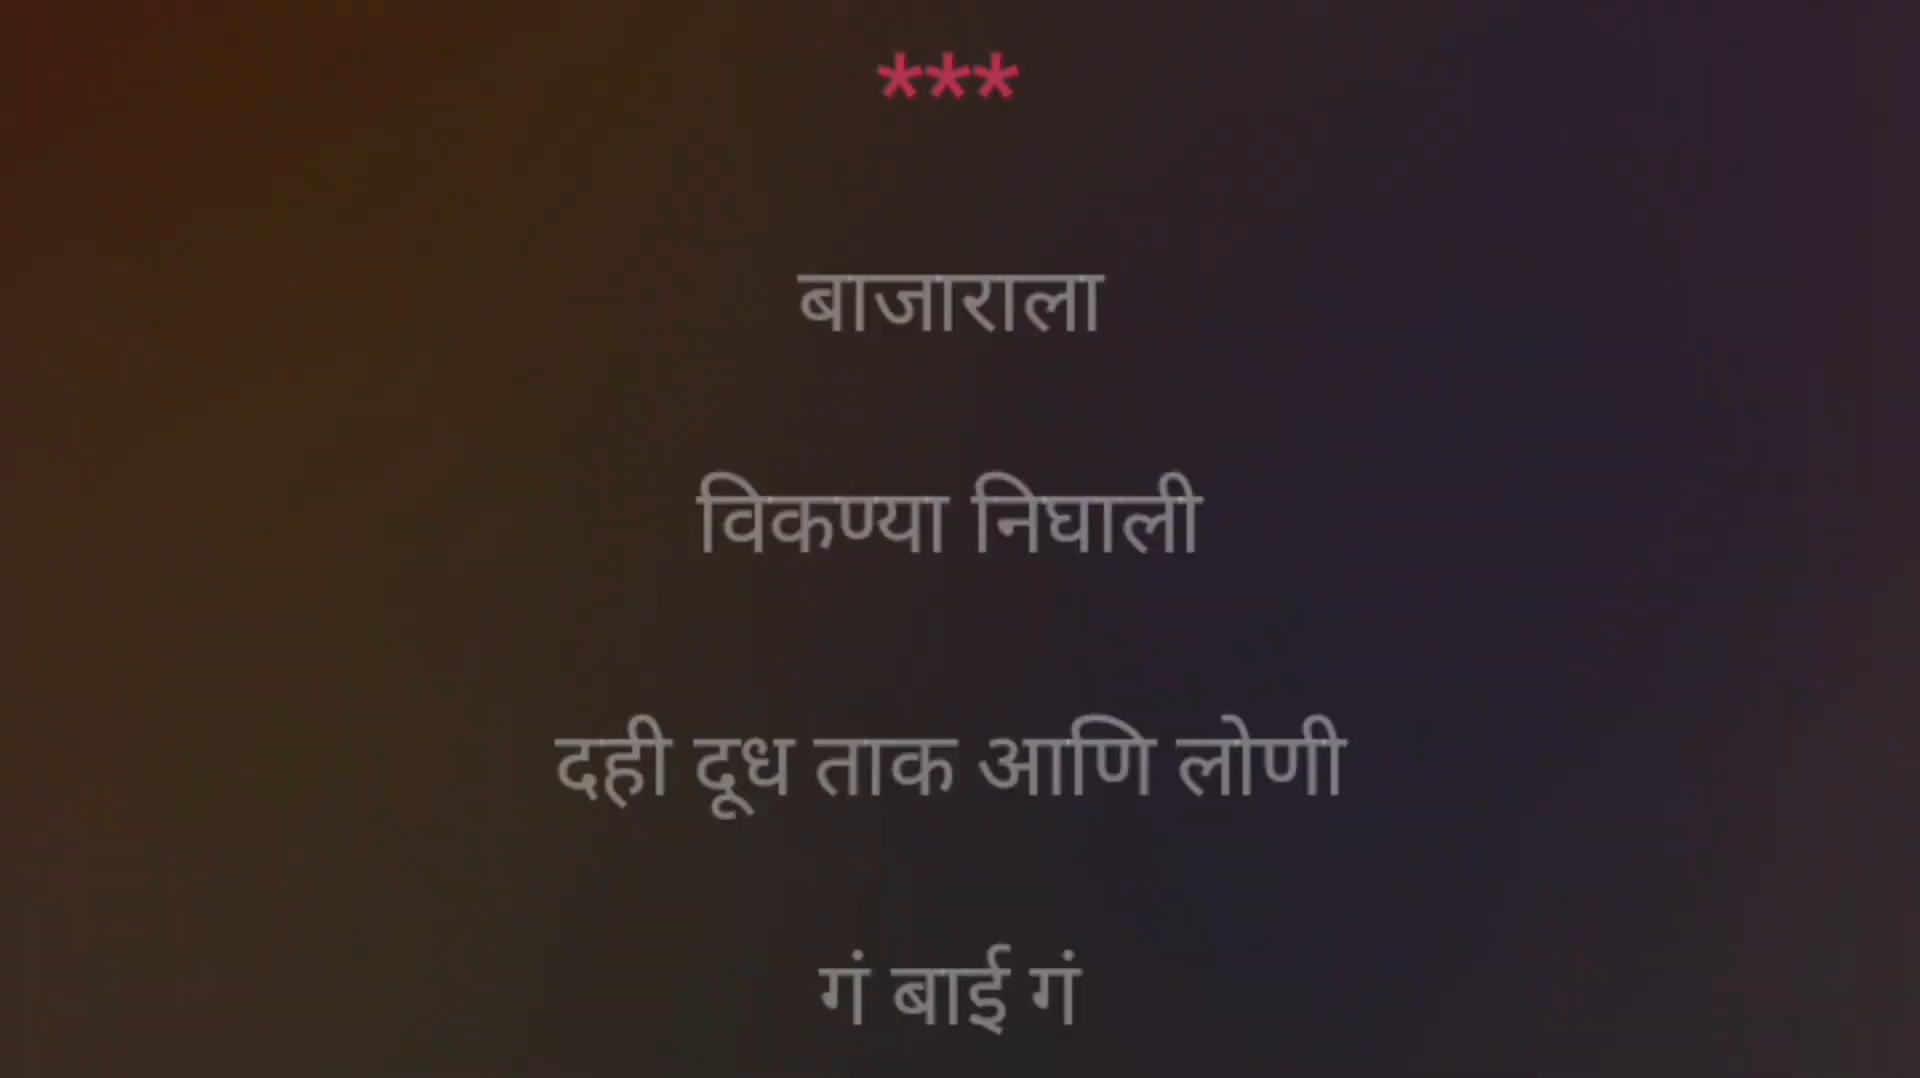 ***
बाजाराला
विकण्या निघाली
दही दूध ताक आणि लोणी
गं बाई गं